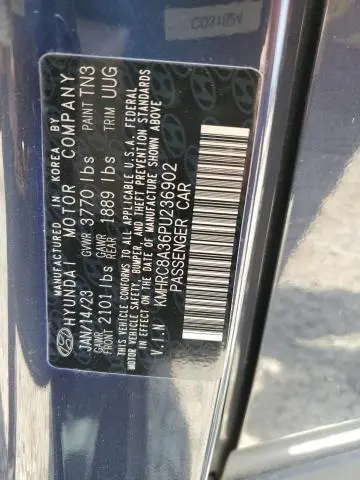 MANUFACTURED IN KOREA BY
HYUNDAI MOTOR COMPANY
JAN/14/23 GVWR 3770 lbs PAINT TN3
GAWR FRONT 2101 lbs GAWR REAR 1889 lbs TRIM UUG
THIS VEHICLE CONFORMS TO ALL APPLICABLE U.S.A. FEDERAL
MOTOR VEHICLE SAFETY, BUMPER, AND THEFT PREVENTION STANDARDS
IN EFFECT ON THE DATE OF MANUFACTURE SHOWN ABOVE.
V.I.N KMHRC8A36PU236902
PASSENGER CAR